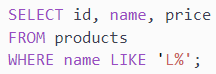 SELECT id, name, price
FROM products
WHERE name LIKE 'L%';